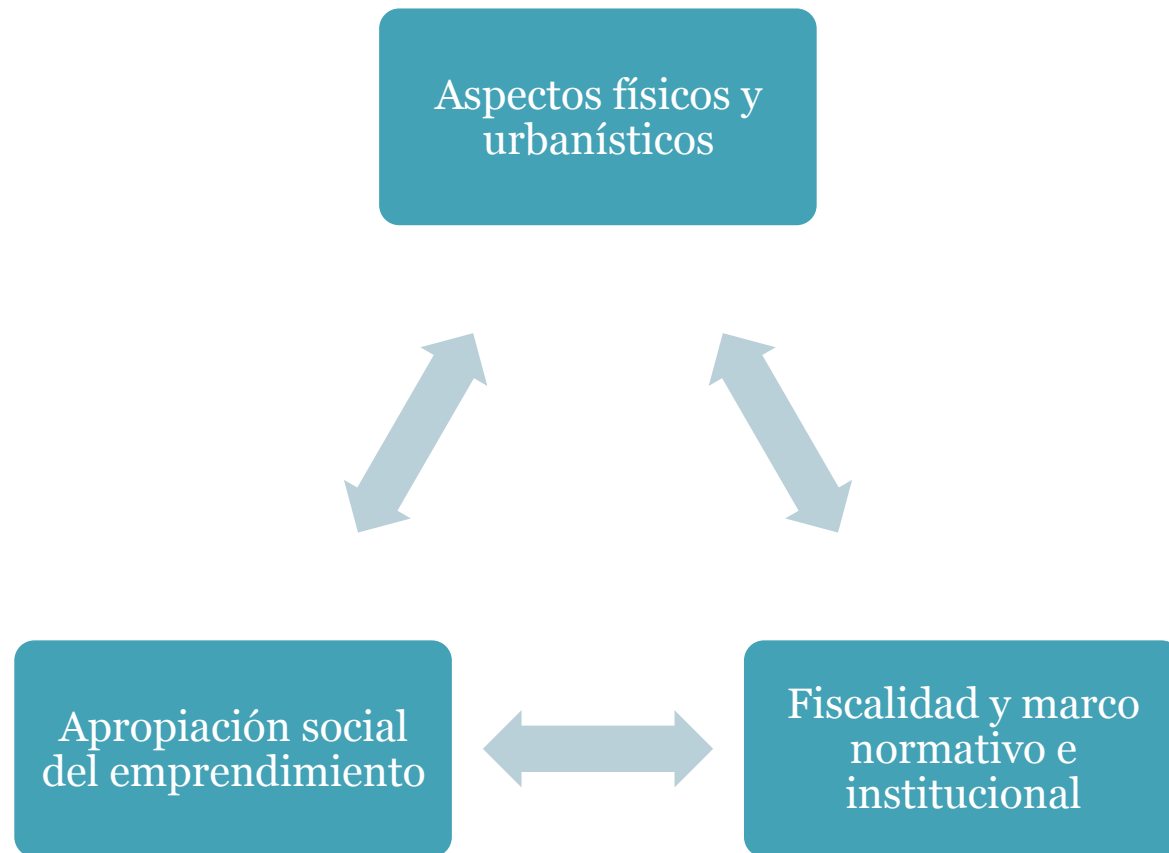 Aspectos físicos y
urbanísticos
Apropiación social
del emprendimiento
Fiscalidad y marco
normativo e
institucional